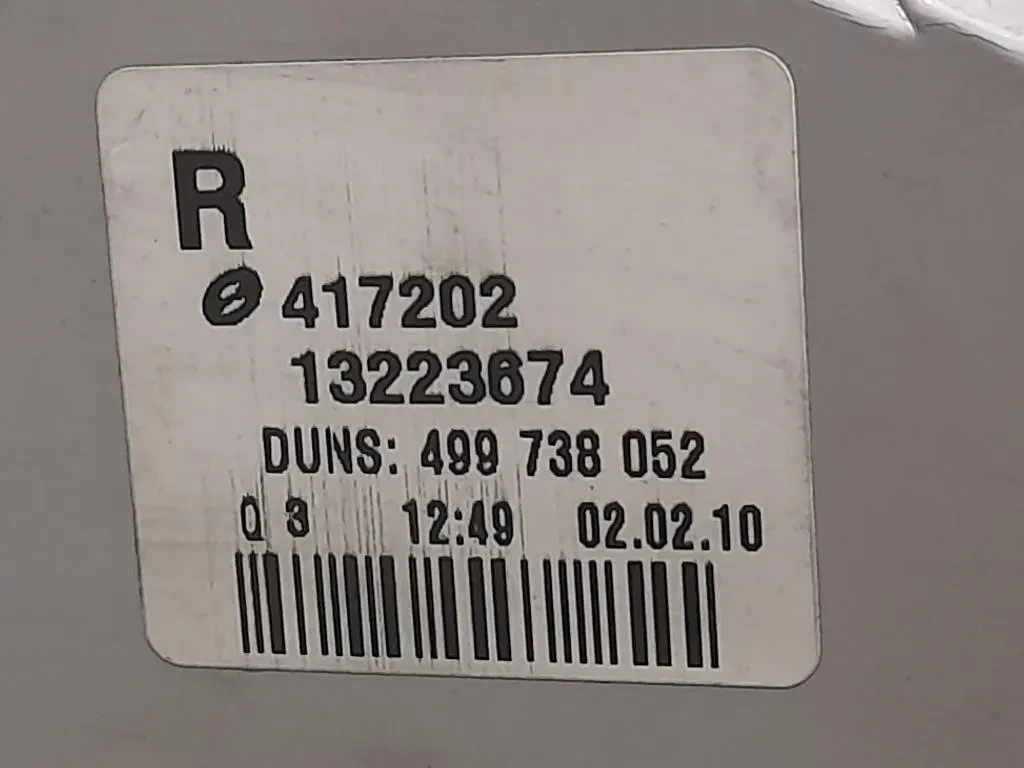 R
417202
13223674
DUNS: 499 738 052
Q 3 12:49 02.02.10